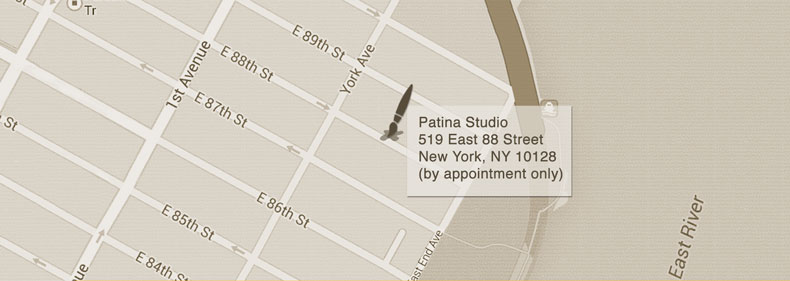 Tr
E 89th St
York Ave
E 88th St
1st Avenue
E 87th St
Patina Studio
519 East 88 Street
New York, NY 10128
(by appointment only)
St
E 86th St
E 85th St
East River
East End Ave
E 84th St